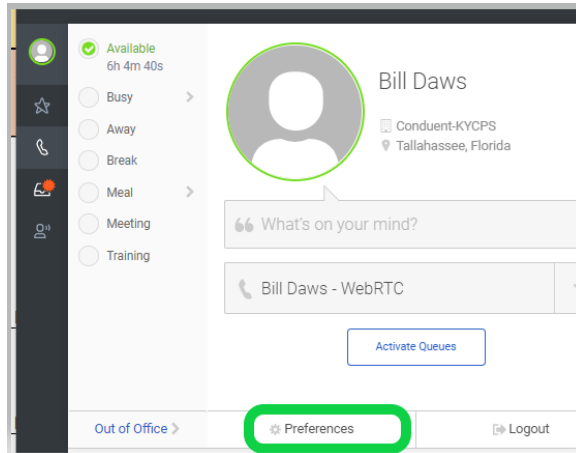 Available
6h 4m 40s
Busy
Away
Break
Meal
Meeting
Training
Out of Office
Bill Daws
Conduent-KYCPS
Tallahassee, Florida
What's on your mind?
Bill Daws - WebRTC
Activate Queues
Preferences
Logout